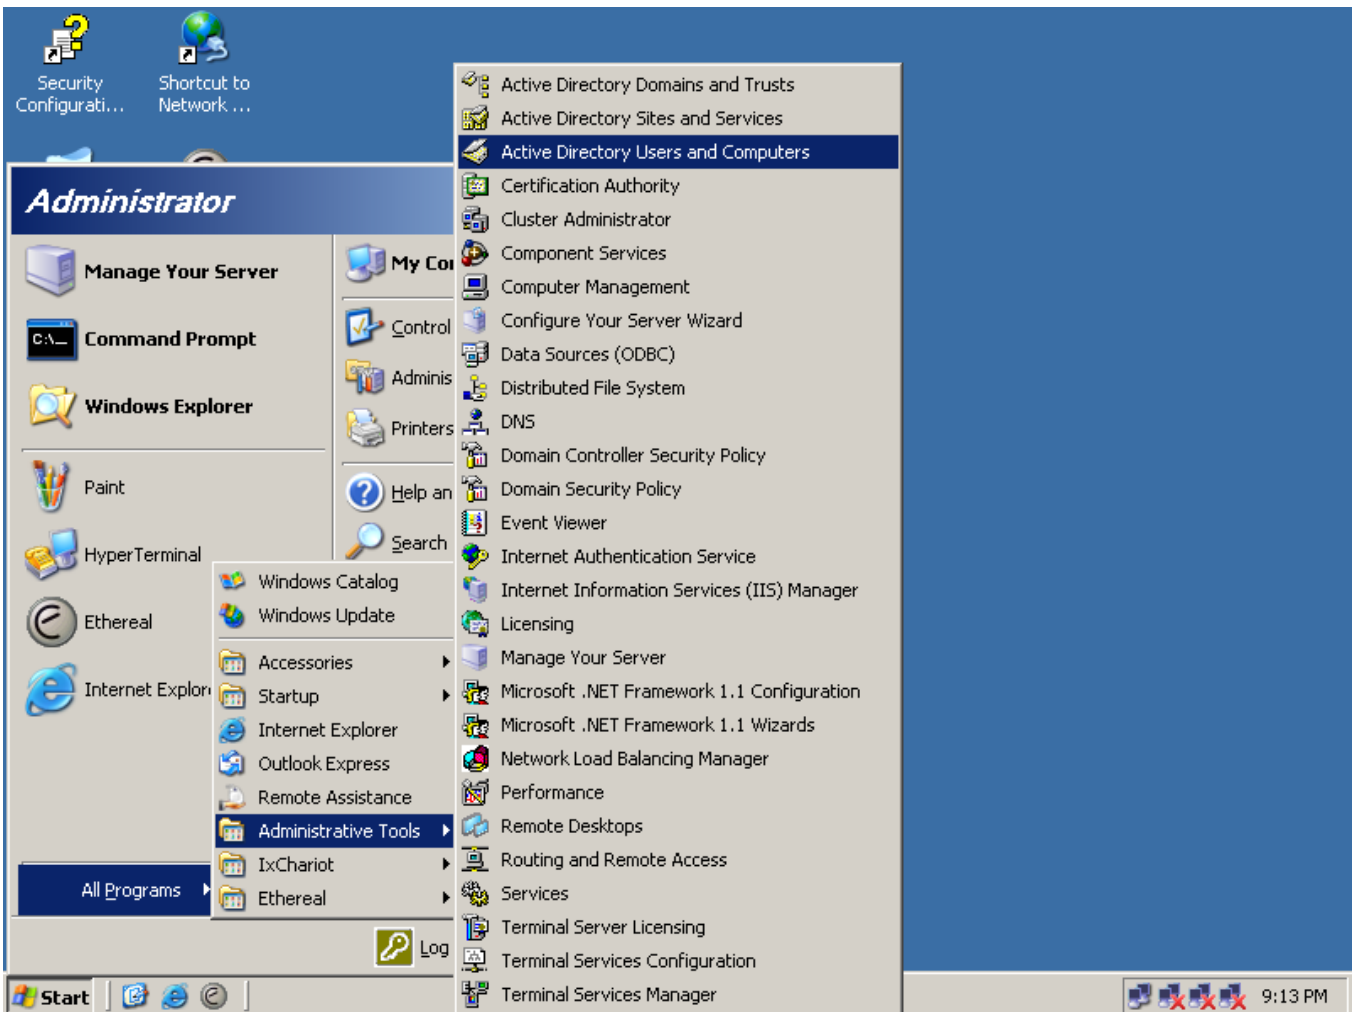 Security
Configurati...
Shortcut to
Network ...
Administrator
Manage Your Server
Command Prompt
Windows Explorer
Paint
HyperTerminal
Ethereal
Internet Explor
All Programs
My Co
Control
Adminis
Printers
Help an
Search
Log
Windows Catalog
Windows Update
Accessories
Startup
Internet Explorer
Outlook Express
Remote Assistance
Administrative Tools
IxChariot
Ethereal
Active Directory Domains and Trusts
Active Directory Sites and Services
Active Directory Users and Computers
Certification Authority
Cluster Administrator
Component Services
Computer Management
Configure Your Server Wizard
Data Sources (ODBC)
Distributed File System
DNS
Domain Controller Security Policy
Domain Security Policy
Event Viewer
Internet Authentication Service
Internet Information Services (IIS) Manager
Licensing
Manage Your Server
Microsoft .NET Framework 1.1 Configuration
Microsoft .NET Framework 1.1 Wizards
Network Load Balancing Manager
Performance
Remote Desktops
Routing and Remote Access
Services
Terminal Server Licensing
Terminal Services Configuration
Terminal Services Manager
Start
9:13 PM